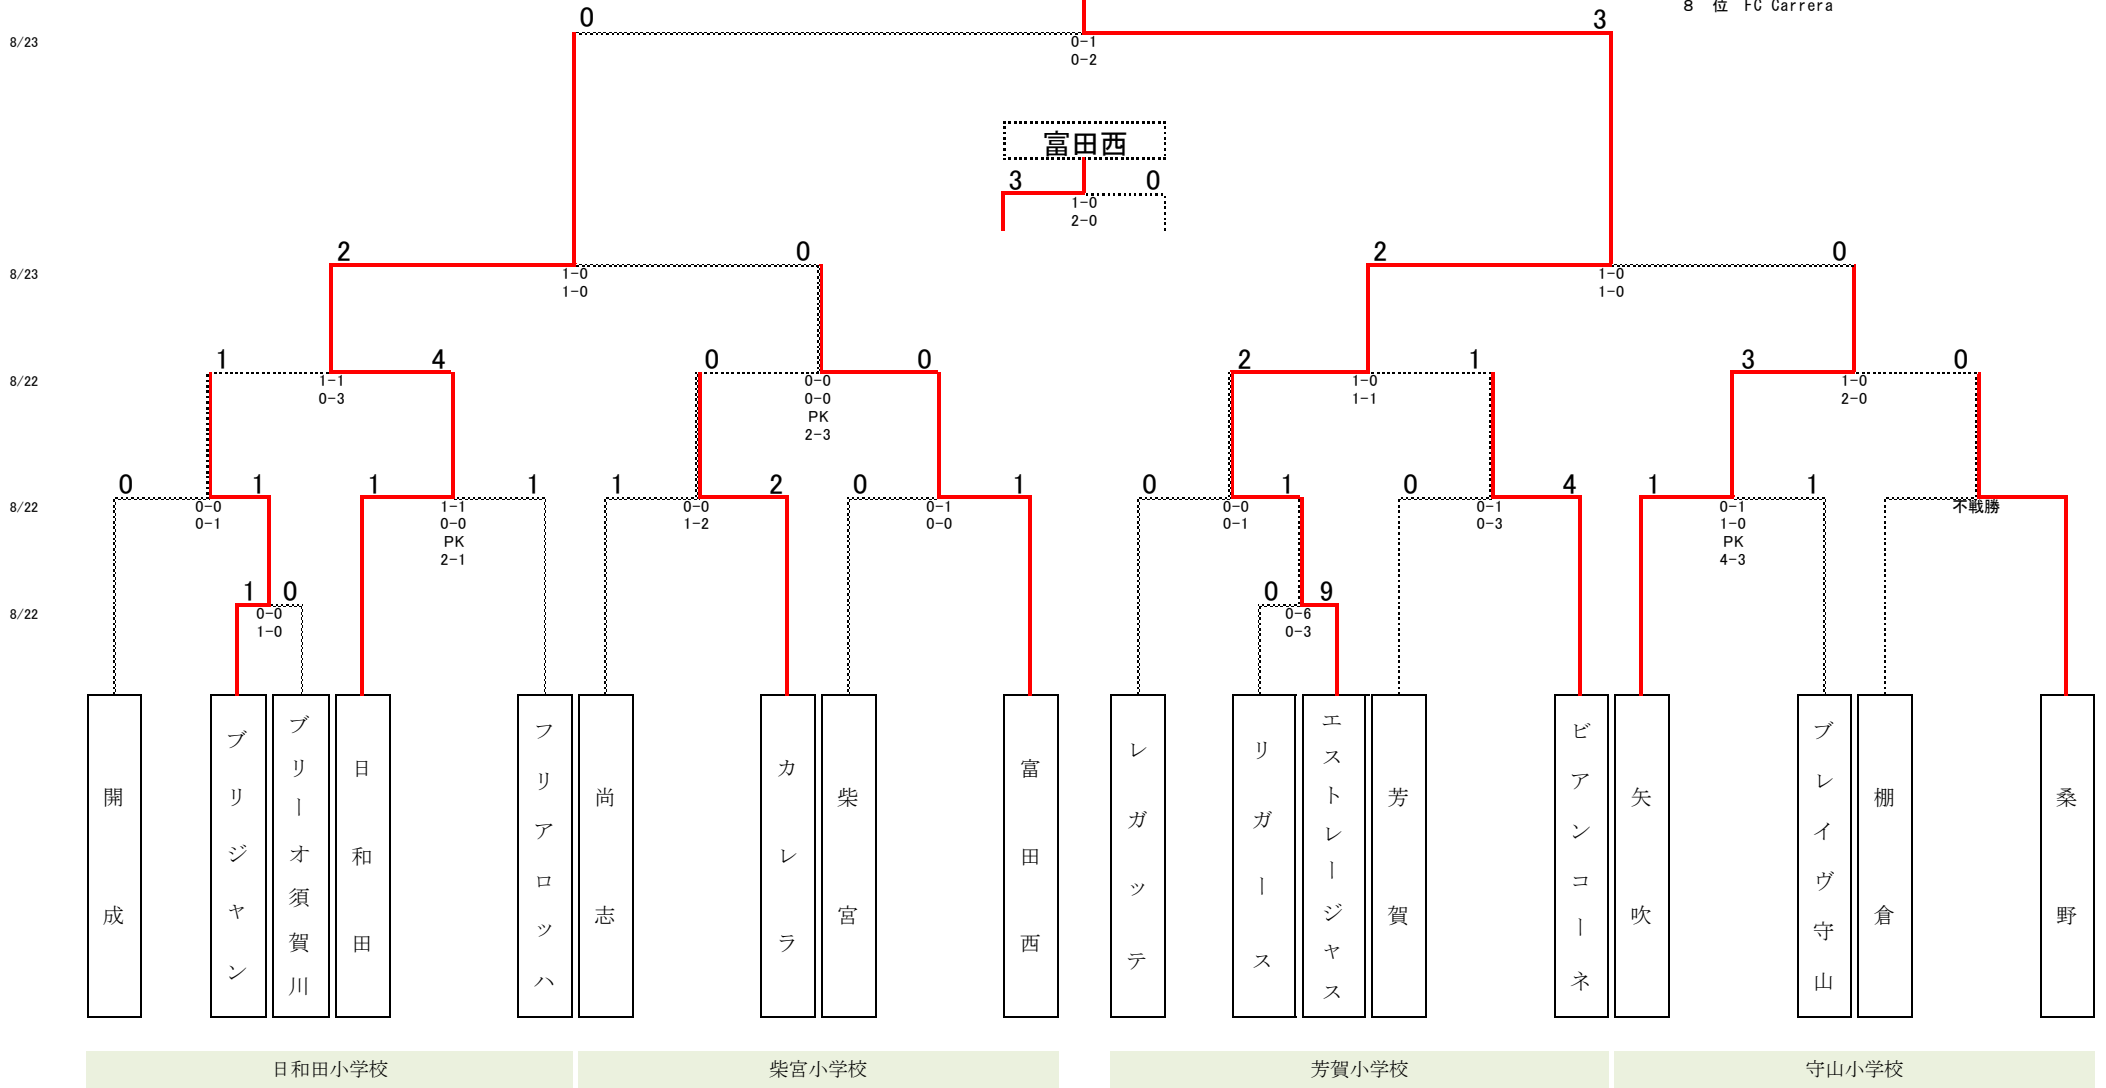 8 位 FC Carrera
0 3
8/23
0-1
0-2
富田西
3 0
1-0
2-0
2 0 2 0
8/23
1-0 1-0
1-0 1-0
1 4 0 0 2 1 3 0
8/22
1-1 0-0 1-0 1-0
0-3 0-0 1-1 2-0
PK
2-3
0 1 1 1 1 2 0 1 0 1 0 4 1 1
8/22
0-0 1-1 0-0 0-1 0-0 0-1 0-1 不戦勝
0-1 0-0 1-2 0-0 0-1 0-3 1-0
PK PK
2-1 4-3
1 0 0 9
8/22
0-0 0-6
1-0 0-3
開成
ブリジャン
ブリーオ須賀川
日和田
フリアロッハ
尚志
カレラ
柴宮
富田西
レガッテ
リガース
エストレージャス
芳賀
ビアンコーネ
矢吹
ブレイヴ守山
棚倉
桑野
日和田小学校 柴宮小学校 芳賀小学校 守山小学校